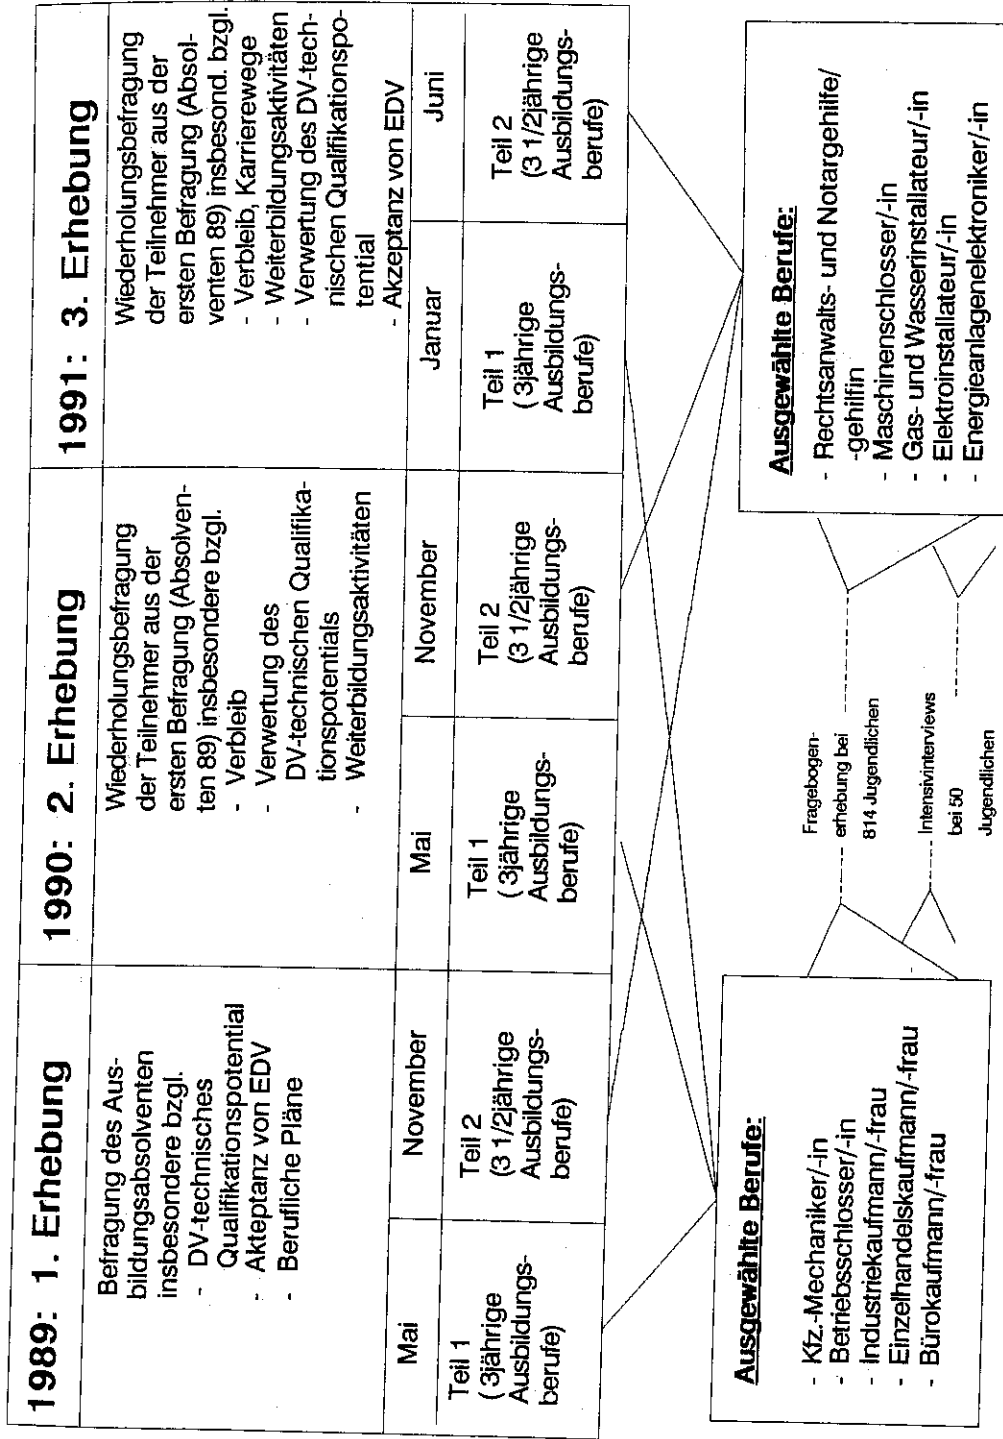 1989: 1. Erhebung
Befragung des Aus-
bildungsabsolventen
insbesondere bzgl.
- DV-technisches
Qualifikationspotential
- Akteptanz von EDV
- Berufliche Pläne
Mai
November
Teil 1
( 3jährige
Ausbildungs-
berufe)
Teil 2
(3 1/2jährige
Ausbildungs-
berufe)
1990: 2. Erhebung
Wiederholungsbefragung
der Teilnehmer aus der
ersten Befragung (Absolven-
ten 89) insbesondere bzgl.
- Verbleib
- Verwertung des
DV-technischen Qualifika-
tionspotentials
- Weiterbildungsaktivitäten
Mai
November
Teil 1
( 3jährige
Ausbildungs-
berufe)
Teil 2
(3 1/2jährige
Ausbildungs-
berufe)
1991: 3. Erhebung
Wiederholungsbefragung
der Teilnehmer aus der
ersten Befragung (Absol-
venten 89) insbesond. bzgl.
- Verbleib, Karrierewege
- Weiterbildungsaktivitäten
- Verwertung des DV-tech-
nischen Qualifikationspo-
tential
- Akzeptanz von EDV
Januar
Juni
Teil 1
( 3jährige
Ausbildungs-
berufe)
Teil 2
(3 1/2jährige
Ausbildungs-
berufe)
Ausgewählte Berufe:
- Kfz.-Mechaniker/-in
- Betriebsschlosser/-in
- Industriekaufmann/-frau
- Einzelhandelskaufmann/-frau
- Bürokaufmann/-frau
Fragebogen-
erhebung bei
814 Jugendlichen
Intensivinterviews
bei 50
Jugendlichen
Ausgewählte Berufe:
- Rechtsanwalts- und Notargehilfe/
-gehilfin
- Maschinenschlosser/-in
- Gas- und Wasserinstallateur/-in
- Elektroinstallateur/-in
- Energieanlagenelektroniker/-in